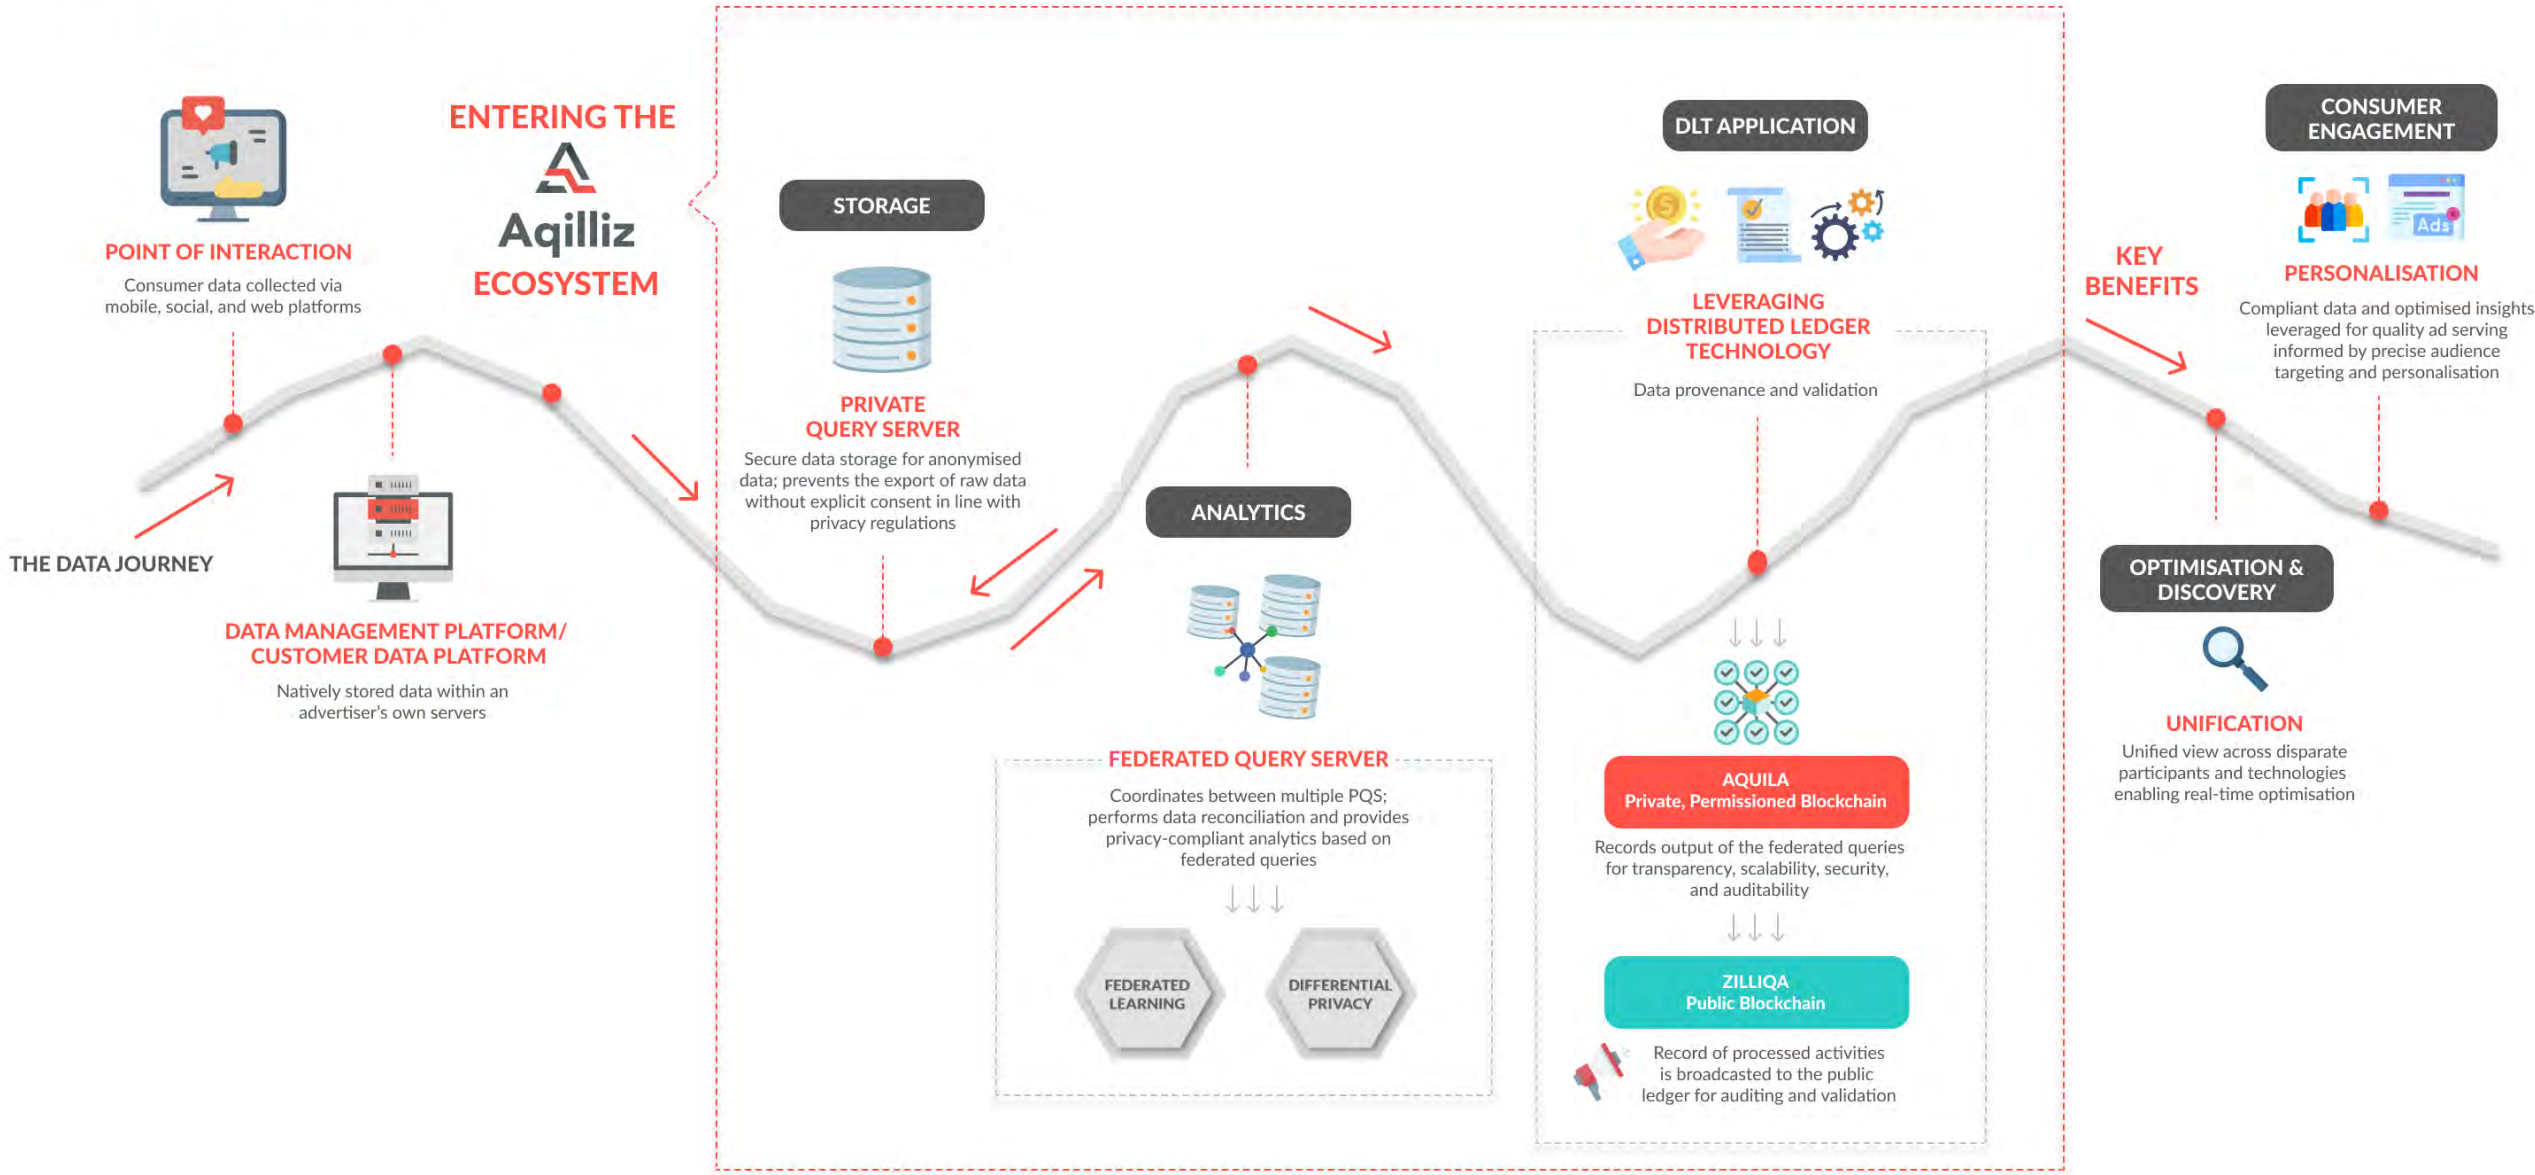 THE DATA JOURNEY
POINT OF INTERACTION
Consumer data collected via
mobile, social, and web platforms
DATA MANAGEMENT PLATFORM/
CUSTOMER DATA PLATFORM
Natively stored data within an
advertiser's own servers
ENTERING THE
Aqilliz
ECOSYSTEM
STORAGE
PRIVATE
QUERY SERVER
Secure data storage for anonymised
data; prevents the export of raw data
without explicit consent in line with
privacy regulations
ANALYTICS
FEDERATED QUERY SERVER
Coordinates between multiple PQS;
performs data reconciliation and provides
privacy-compliant analytics based on
federated queries
FEDERATED
LEARNING
DIFFERENTIAL
PRIVACY
DLT APPLICATION
LEVERAGING
DISTRIBUTED LEDGER
TECHNOLOGY
Data provenance and validation
AQUILA
Private, Permissioned Blockchain
Records output of the federated queries
for transparency, scalability, security,
and auditability
ZILLIQA
Public Blockchain
Record of processed activities
is broadcasted to the public
ledger for auditing and validation
KEY
BENEFITS
OPTIMISATION &
DISCOVERY
UNIFICATION
Unified view across disparate
participants and technologies
enabling real-time optimisation
CONSUMER
ENGAGEMENT
Ads
PERSONALISATION
Compliant data and optimised insights
leveraged for quality ad serving
informed by precise audience
targeting and personalisation